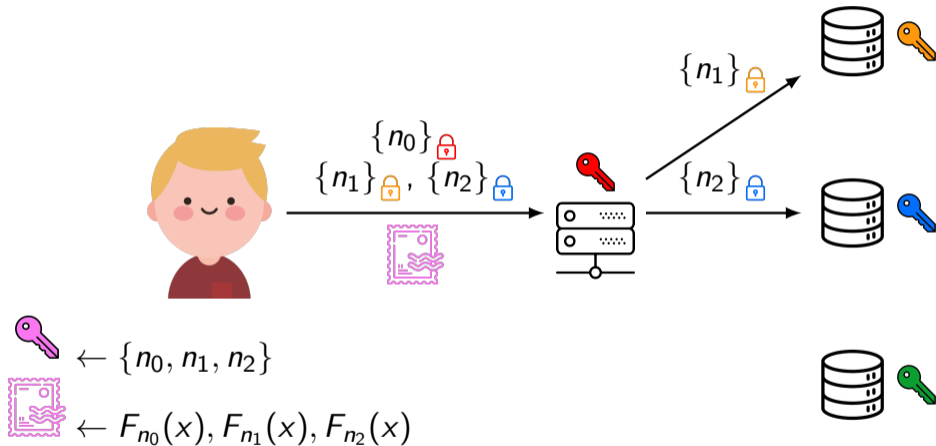 {n₁}
{n₀}
{n₁} , {n₂}
{n₂}
← {n₀, n₁, n₂}
← Fₙ₀(x), Fₙ₁(x), Fₙ₂(x)